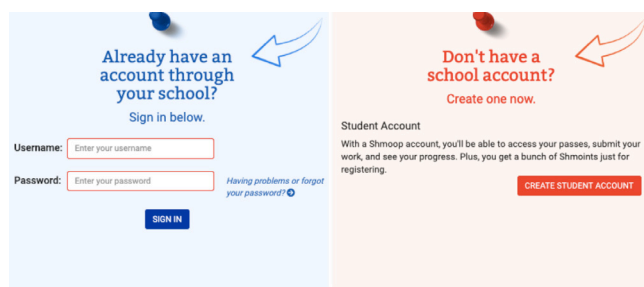 Already have an
account through
your school?
Sign in below.
Username:
Enter your username
Password:
Enter your password
Having problems or forgot
your password?
SIGN IN
Don't have a
school account?
Create one now.
Student Account
With a Shmoop account, you'll be able to access your passes, submit your
work, and see your progress. Plus, you get a bunch of Shmoints just for
registering.
CREATE STUDENT ACCOUNT